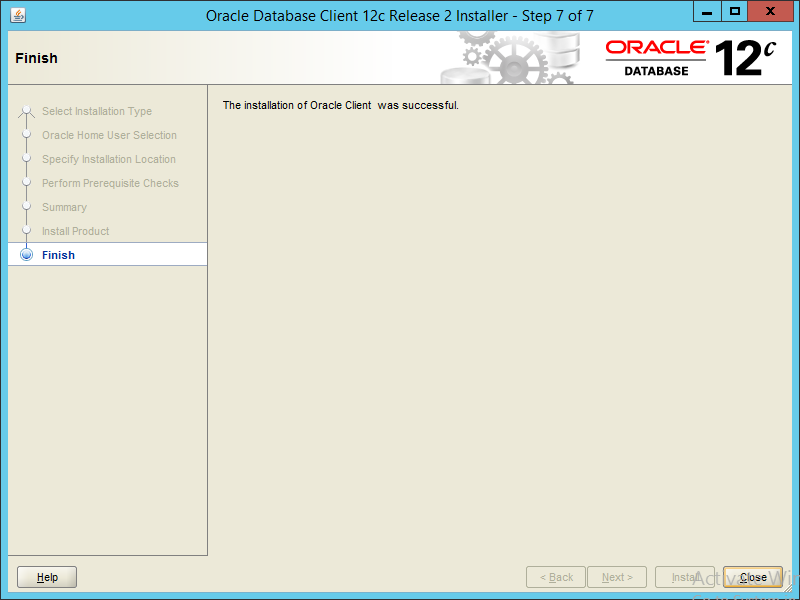 Oracle Database Client 12c Release 2 Installer - Step 7 of 7
Finish
ORACLE®
DATABASE
12c
Select Installation Type
Oracle Home User Selection
Specify Installation Location
Perform Prerequisite Checks
Summary
Install Product
Finish
The installation of Oracle Client  was successful.
Help
< Back
Next >
Install
Close
Activate Win